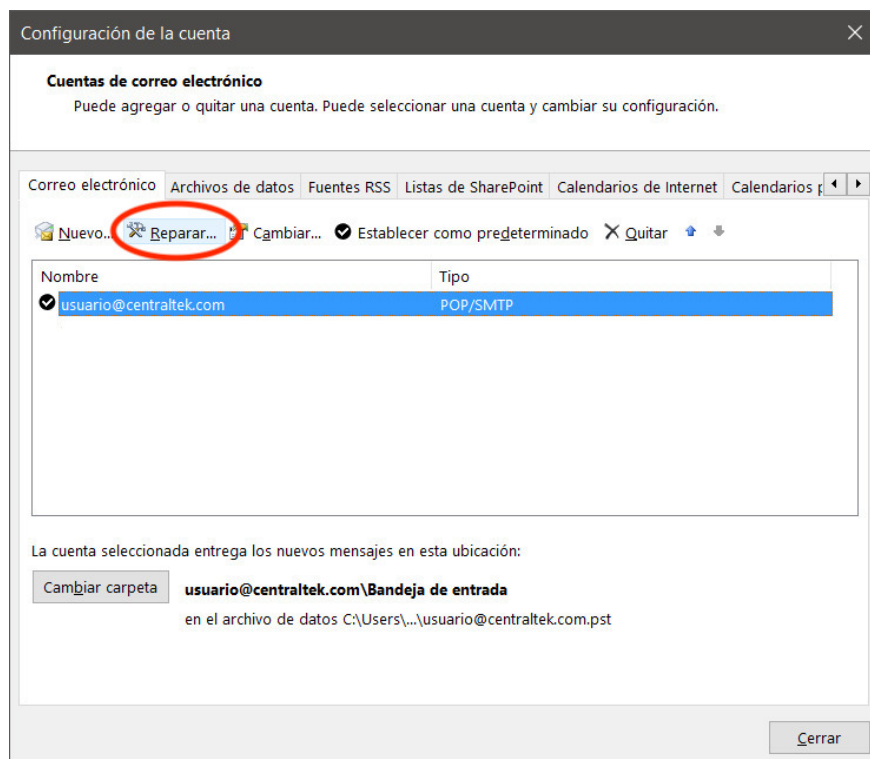 Configuración de la cuenta
Cuentas de correo electrónico
Puede agregar o quitar una cuenta. Puede seleccionar una cuenta y cambiar su configuración.
Correo electrónico Archivos de datos Fuentes RSS Listas de SharePoint Calendarios de Internet Calendarios p
Nuevo... Reparar... Cambiar... Establecer como predeterminado Quitar
Nombre Tipo
usuario@centraltek.com POP/SMTP
La cuenta seleccionada entrega los nuevos mensajes en esta ubicación:
Cambiar carpeta usuario@centraltek.com\Bandeja de entrada
en el archivo de datos C:\Users\...\usuario@centraltek.com.pst
Cerrar